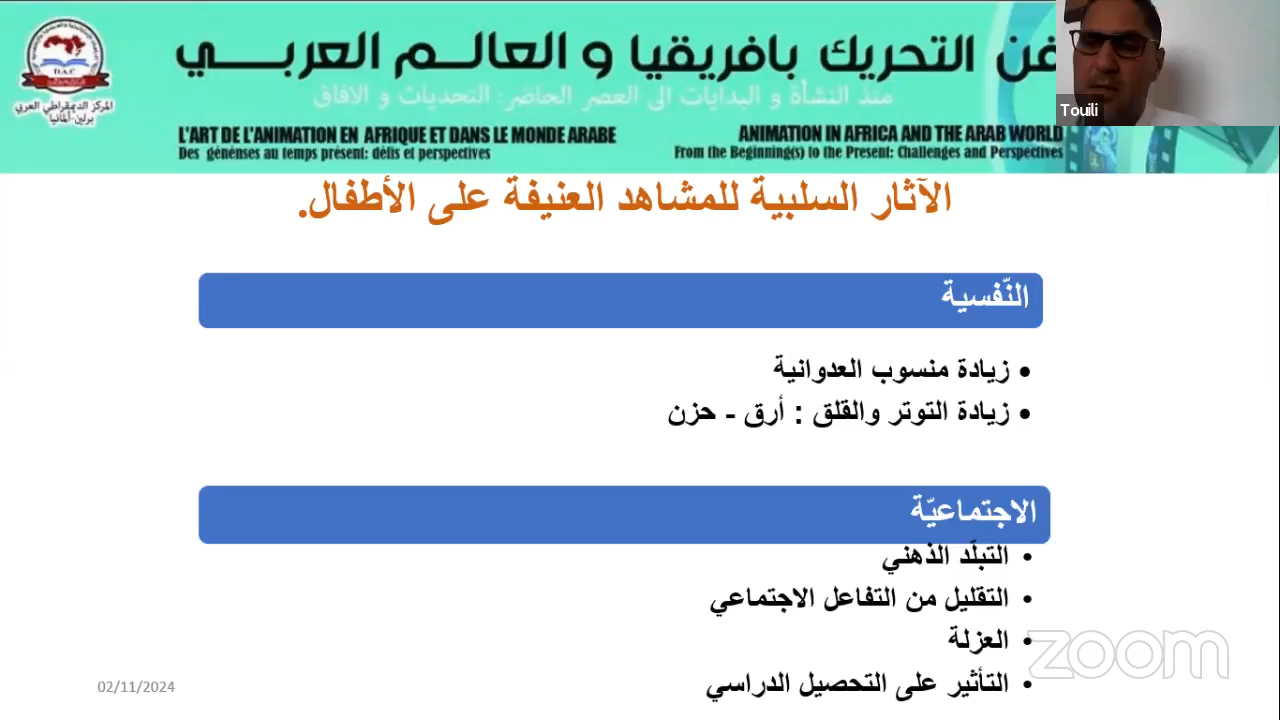 فن التحريك بافريقيا و العالم العربي
منذ النشأة و البدايات الى العصر الحاضر: التحديات و الافاق
D.A.C
المركز الديمقراطي العربي
برلين-ألمانيا
L'ART DE L'ANIMATION EN AFRIQUE ET DANS LE MONDE ARABE
Des genènses au temps présent: délis et perspectives
ANIMATION IN AFRICA AND THE ARAB WORLD
From the Beginning(s) to the Present: Challenges and Perspectives
Touili
الآثار السلبية للمشاهد العنيفة على الأطفال.
النّفسية
• زيادة منسوب العدوانية
• زيادة التوتر والقلق : أرق - حزن
الاجتماعيّة
• التبلَد الذهني
• التقليل من التفاعل الاجتماعي
• العزلة
• التأثير على التحصيل الدراسي
02/11/2024
zoom